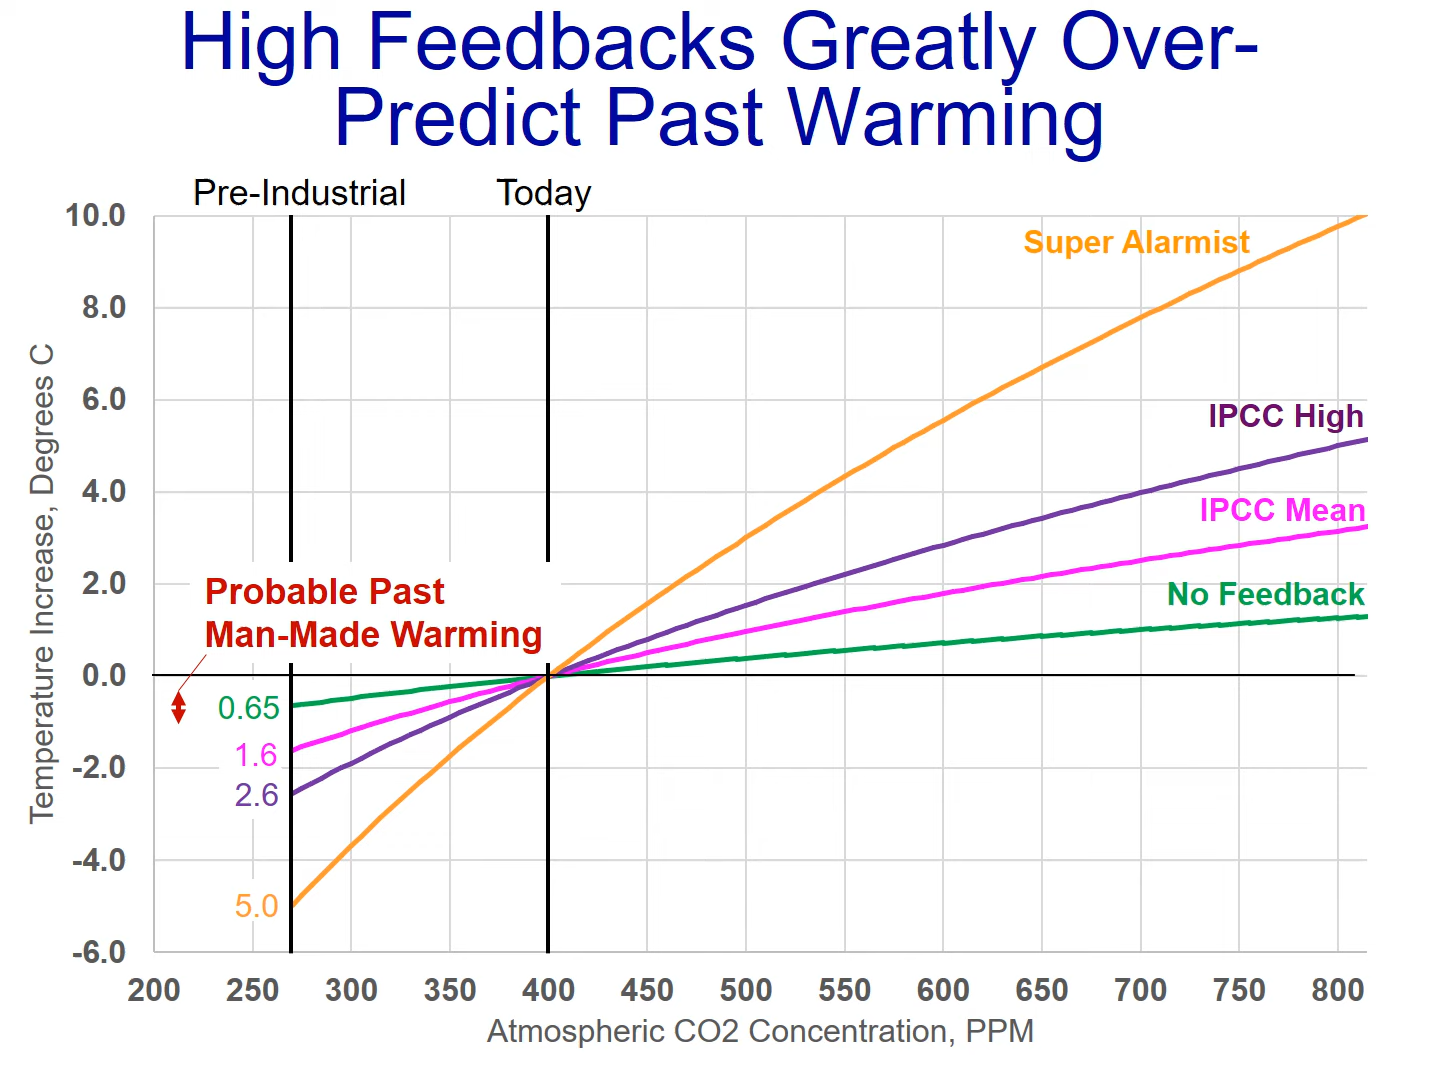 High Feedbacks Greatly Over-
Predict Past Warming
Pre-Industrial
Today
10.0
8.0
6.0
4.0
2.0
0.0
-2.0
-4.0
-6.0
Temperature Increase, Degrees C
Super Alarmist
IPCC High
IPCC Mean
No Feedback
Probable Past
Man-Made Warming
0.65
1.6
2.6
5.0
200 250 300 350 400 450 500 550 600 650 700 750 800
Atmospheric CO2 Concentration, PPM